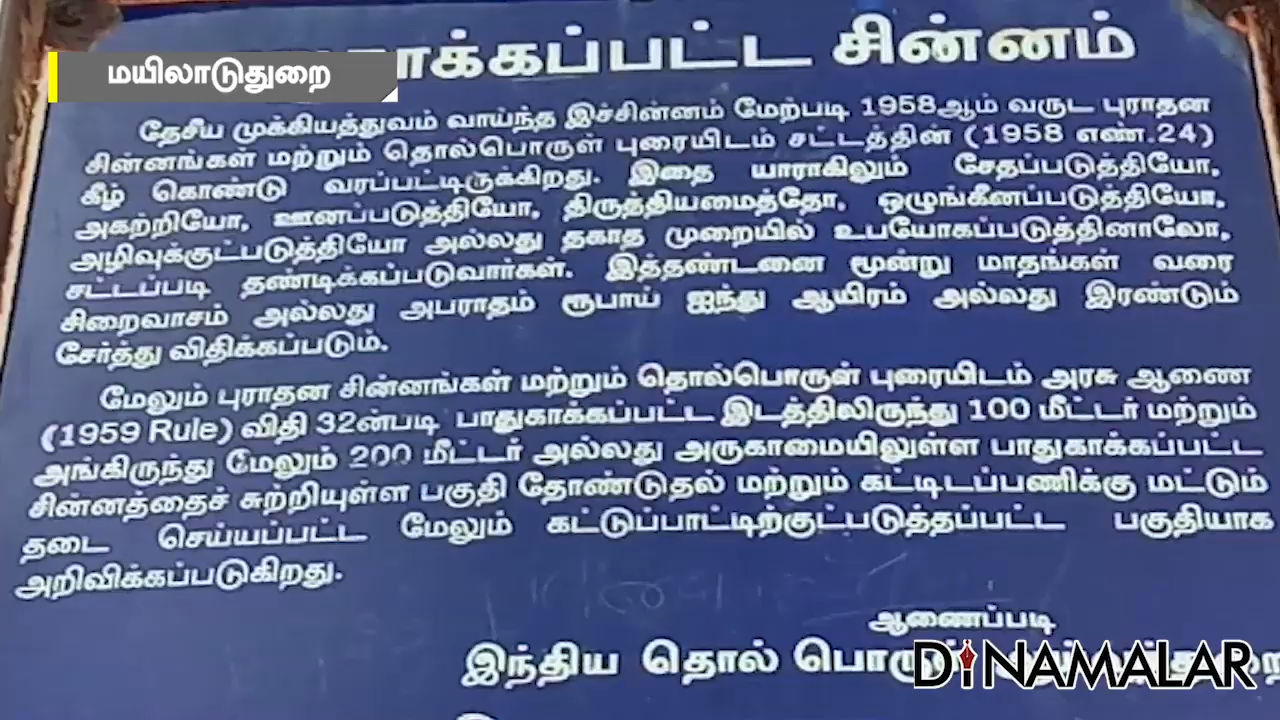 மயிலாடுதுறை
சின்னம்
தேசீய முக்கியத்துவம் வாய்ந்த இச்சின்னம் மேற்படி 1958ஆம் வருட புராதன
சின்னங்கள் மற்றும் தொல்பொருள் புரையிடம் சட்டத்தின் (1958 எண்.24)
கீழ் கொண்டு வரப்பட்டிருக்கிறது. இதை யாராகிலும் சேதப்படுத்தியோ,
அகற்றியோ, ஊனப்படுத்தியோ, திருத்தியமைத்தோ, ஒழுங்கீனப்படுத்தியோ,
அழிவுக்குட்படுத்தியோ அல்லது தகாத முறையில் உபயோகப்படுத்தினாலோ,
சட்டப்படி தண்டிக்கப்படுவார்கள். இத்தண்டனை மூன்று மாதங்கள் வரை
சிறைவாசம் அல்லது அபராதம் ரூபாய் ஐந்து ஆயிரம் அல்லது இரண்டும்
சேர்த்து விதிக்கப்படும்.
மேலும் புராதன சின்னங்கள் மற்றும் தொல்பொருள் புரையிடம் அரசு ஆணை
(1959 Rule) விதி 32ன்படி பாதுகாக்கப்பட்ட இடத்திலிருந்து 100 மீட்டர் மற்றும்
அங்கிருந்து மேலும் 200 மீட்டர் அல்லது அருகாமையிலுள்ள பாதுகாக்கப்பட்ட
சின்னத்தைச் சுற்றியுள்ள பகுதி தோண்டுதல் மற்றும் கட்டிடப்பணிக்கு மட்டும்
தடை செய்யப்பட்ட மேலும் கட்டுப்பாட்டிற்குட்படுத்தப்பட்ட பகுதியாக
அறிவிக்கப்படுகிறது.
ஆணைப்படி
இந்திய தொல் பொருள்
DINAMALAR